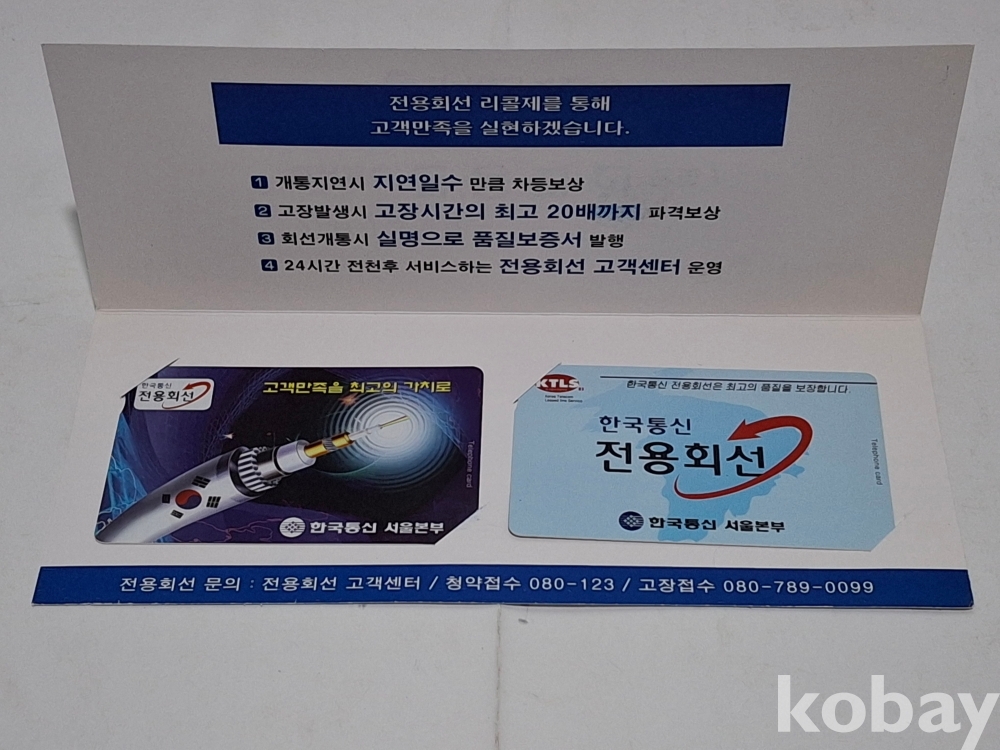 전용회선 리콜제를 통해
고객만족을 실현하겠습니다.
1 개통지연시 지연일수 만큼 차등보상
2 고장발생시 고장시간의 최고 20배까지 파격보상
3 회선개통시 실명으로 품질보증서 발행
4 24시간 전천후 서비스하는 전용회선 고객센터 운영
한국통신
전용회선
고객만족을 최고의 가치로
Telephone card
한국통신 서울본부
KTLS
Korea Telecom
Leased line Service
한국통신 전용회선은 최고의 품질을 보장합니다
한국통신
전용회선
Telephone card
한국통신 서울본부
전용회선 문의 : 전용회선 고객센터 / 청약접수 080-123 / 고장접수 080-789-0099
kobay